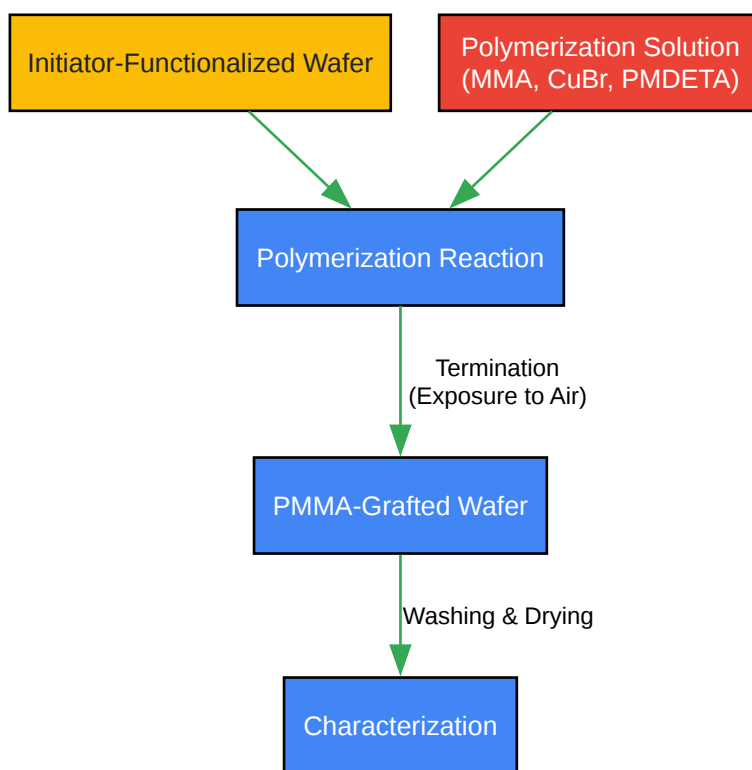 Initiator-Functionalized Wafer
Polymerization Solution
(MMA, CuBr, PMDETA)
Polymerization Reaction
Termination
(Exposure to Air)
PMMA-Grafted Wafer
Washing & Drying
Characterization